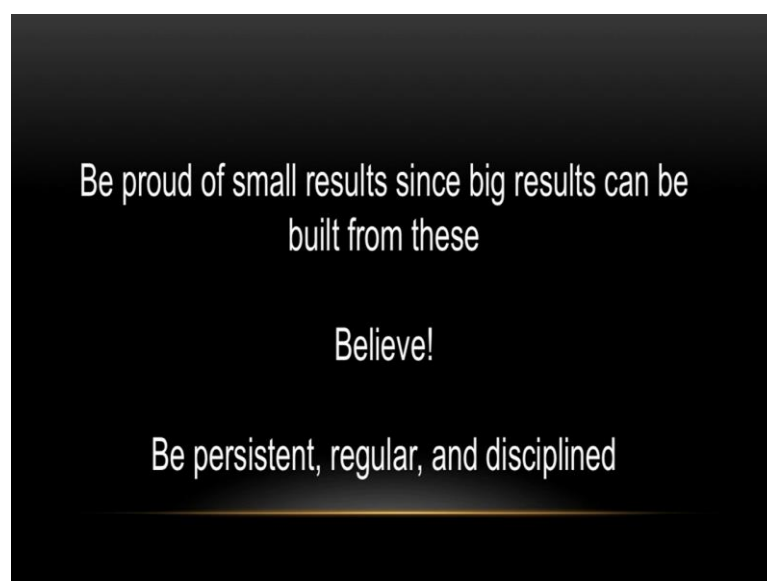 Be proud of small results since big results can be
built from these
Believe!
Be persistent, regular, and disciplined